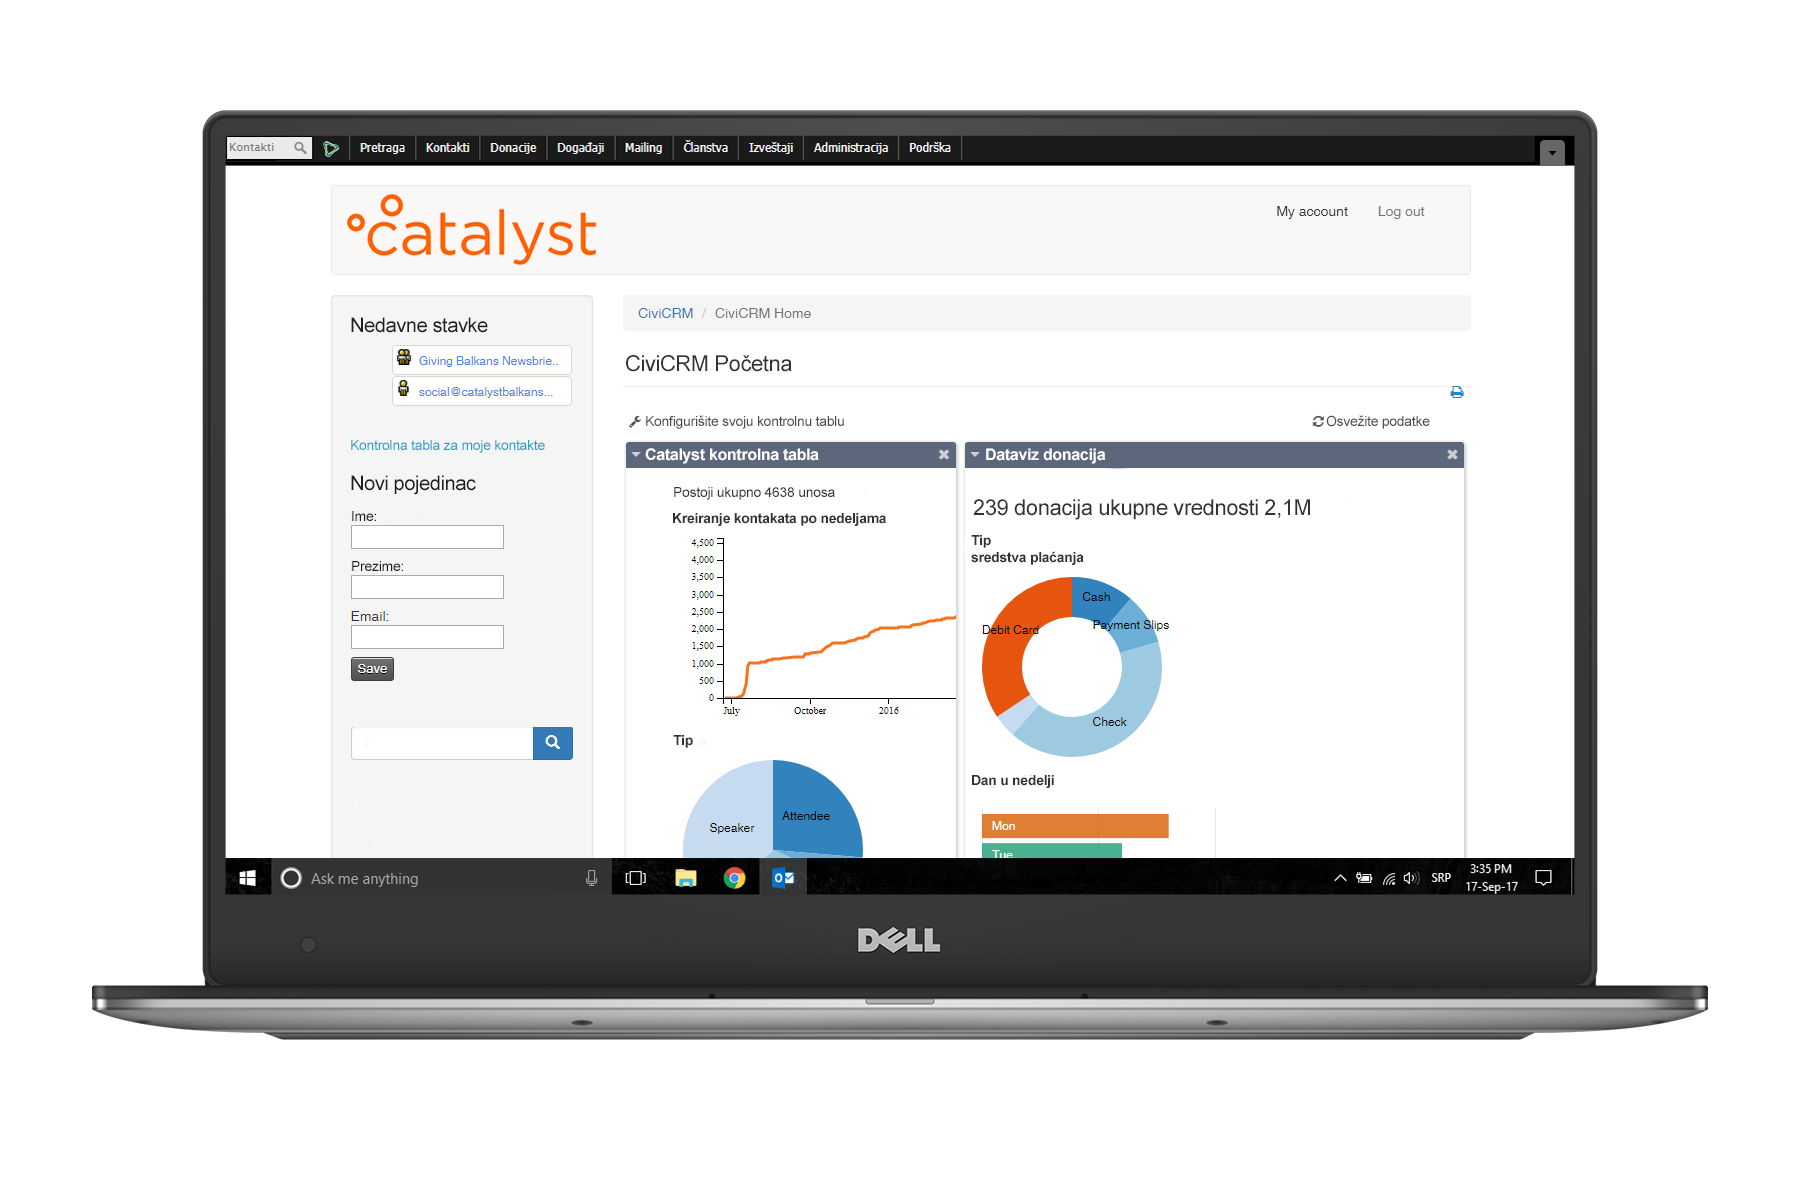 Kontakti
Pretraga
Kontakti
Donacije
Događaji
Mailing
Članstva
Izveštaji
Administracija
Podrška
catalyst
My account
Log out
Nedavne stavke
Giving Balkans Newsbrie..
social@catalystbalkans...
Kontrolna tabla za moje kontakte
Novi pojedinac
Ime:
Prezime:
Email:
Save
CiviCRM / CiviCRM Home
CiviCRM Početna
Konfigurišite svoju kontrolnu tablu
Osvežite podatke
Catalyst kontrolna tabla
Postoji ukupno 4638 unosa
Kreiranje kontakata po nedeljama
4,500
4,000
3,500
3,000
2,500
2,000
1,500
1,000
500
0
July
October
2016
Tip
Speaker
Attendee
Dataviz donacija
239 donacija ukupne vrednosti 2,1M
Tip
sredstva plaćanja
Cash
Payment Slips
Debit Card
Check
Dan u nedelji
Mon
Tue
Ask me anything
SRP
3:35 PM
17-Sep-17
DELL